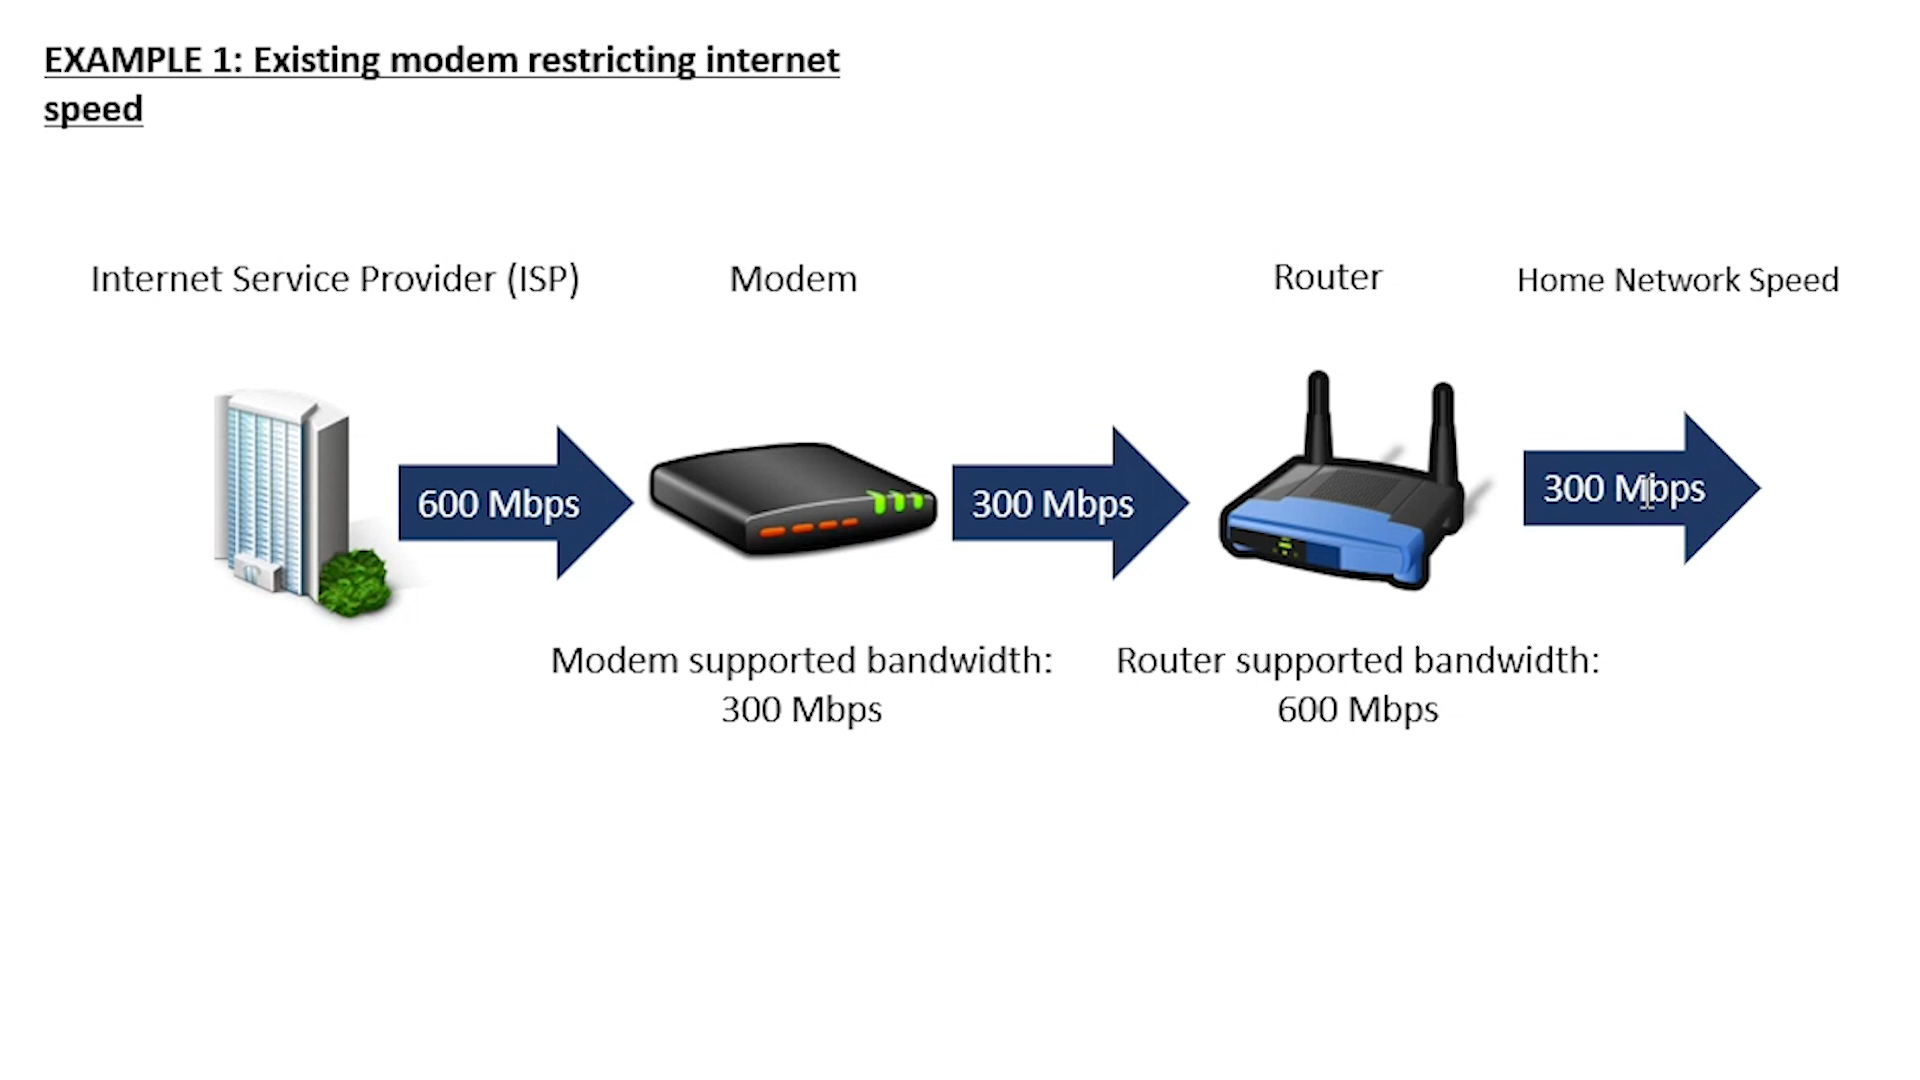 EXAMPLE 1: Existing modem restricting internet
speed
Internet Service Provider (ISP)
Modem
Router
Home Network Speed
600 Mbps
300 Mbps
300 Mbps
Modem supported bandwidth:
300 Mbps
Router supported bandwidth:
600 Mbps